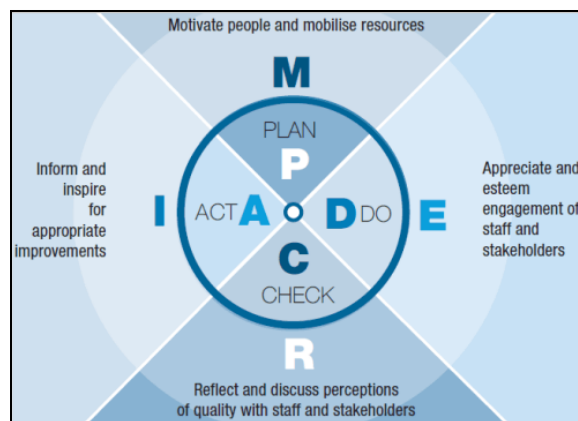 Motivate people and mobilise resources
M
PLAN
P
Inform and
inspire
for
appropriate
improvements
I
ACT
A
D
DO
E
Appreciate and
esteem
engagement of
staff and
stakeholders
C
CHECK
R
Reflect and discuss perceptions
of quality with staff and stakeholders